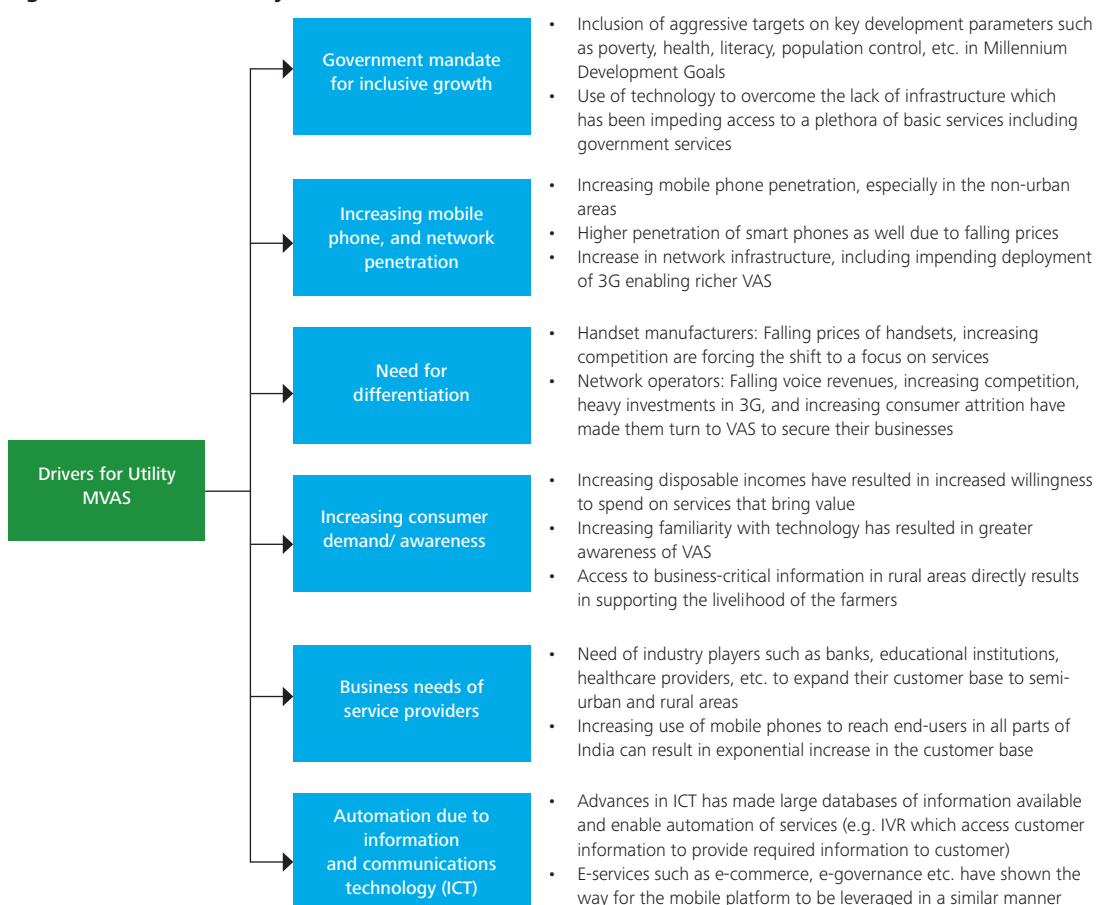 Government mandate
for inclusive growth
• Inclusion of aggressive targets on key development parameters such
as poverty, health, literacy, population control, etc. in Millennium
Development Goals
• Use of technology to overcome the lack of infrastructure which
has been impeding access to a plethora of basic services including
government services
Increasing mobile
phone, and network
penetration
• Increasing mobile phone penetration, especially in the non-urban
areas
• Higher penetration of smart phones as well due to falling prices
• Increase in network infrastructure, including impending deployment
of 3G enabling richer VAS
Need for
differentiation
• Handset manufacturers: Falling prices of handsets, increasing
competition are forcing the shift to a focus on services
• Network operators: Falling voice revenues, increasing competition,
heavy investments in 3G, and increasing consumer attrition have
made them turn to VAS to secure their businesses
Drivers for Utility
MVAS
Increasing consumer
demand/ awareness
• Increasing disposable incomes have resulted in increased willingness
to spend on services that bring value
• Increasing familiarity with technology has resulted in greater
awareness of VAS
• Access to business-critical information in rural areas directly results
in supporting the livelihood of the farmers
Business needs of
service providers
• Need of industry players such as banks, educational institutions,
healthcare providers, etc. to expand their customer base to semi-
urban and rural areas
• Increasing use of mobile phones to reach end-users in all parts of
India can result in exponential increase in the customer base
Automation due to
information
and communications
technology (ICT)
• Advances in ICT has made large databases of information available
and enable automation of services (e.g. IVR which access customer
information to provide required information to customer)
• E-services such as e-commerce, e-governance etc. have shown the
way for the mobile platform to be leveraged in a similar manner